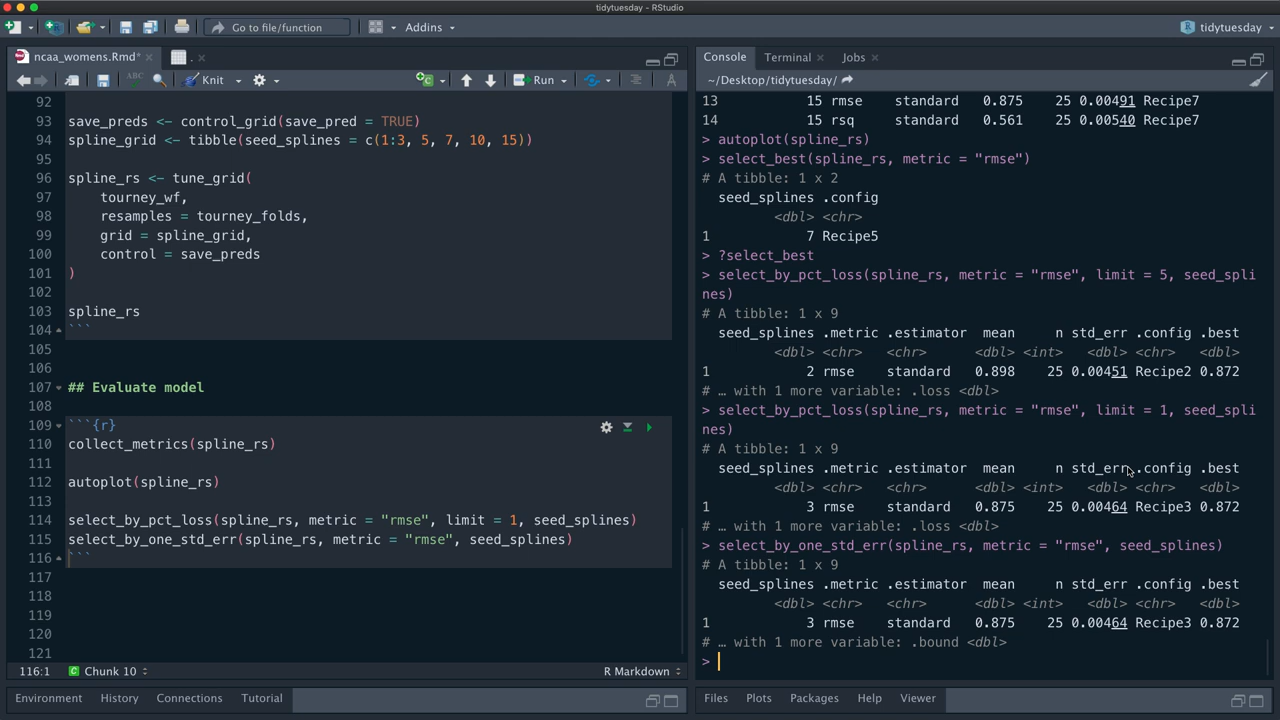 tidytuesday - RStudio
Go to file/function
Addins
tidytuesday
ncaa_womens.Rmd*
.
ABC
Knit
Run
92
93 save_preds <- control_grid(save_pred = TRUE)
94 spline_grid <- tibble(seed_splines = c(1:3, 5, 7, 10, 15))
95
96 spline_rs <- tune_grid(
97 tourney_wf,
98 resamples = tourney_folds,
99 grid = spline_grid,
100 control = save_preds
101 )
102
103 spline_rs
104 ```
105
106
107 ## Evaluate model
108
109 ```{r}
110 collect_metrics(spline_rs)
111
112 autoplot(spline_rs)
113
114 select_by_pct_loss(spline_rs, metric = "rmse", limit = 1, seed_splines)
115 select_by_one_std_err(spline_rs, metric = "rmse", seed_splines)
116 ```
117
118
119
120
121
116:1 Chunk 10 R Markdown
Environment History Connections Tutorial
Console Terminal Jobs
~/Desktop/tidytuesday/
13 15 rmse standard 0.875 25 0.00491 Recipe7
14 15 rsq standard 0.561 25 0.00540 Recipe7
> autoplot(spline_rs)
> select_best(spline_rs, metric = "rmse")
# A tibble: 1 x 2
seed_splines .config
<dbl> <chr>
1 7 Recipe5
> ?select_best
> select_by_pct_loss(spline_rs, metric = "rmse", limit = 5, seed_spli
nes)
# A tibble: 1 x 9
seed_splines .metric .estimator mean n std_err .config .best
<dbl> <chr> <chr> <dbl> <int> <dbl> <chr> <dbl>
1 2 rmse standard 0.898 25 0.00451 Recipe2 0.872
# … with 1 more variable: .loss <dbl>
> select_by_pct_loss(spline_rs, metric = "rmse", limit = 1, seed_spli
nes)
# A tibble: 1 x 9
seed_splines .metric .estimator mean n std_err .config .best
<dbl> <chr> <chr> <dbl> <int> <dbl> <chr> <dbl>
1 3 rmse standard 0.875 25 0.00464 Recipe3 0.872
# … with 1 more variable: .loss <dbl>
> select_by_one_std_err(spline_rs, metric = "rmse", seed_splines)
# A tibble: 1 x 9
seed_splines .metric .estimator mean n std_err .config .best
<dbl> <chr> <chr> <dbl> <int> <dbl> <chr> <dbl>
1 3 rmse standard 0.875 25 0.00464 Recipe3 0.872
# … with 1 more variable: .bound <dbl>
>
Files Plots Packages Help Viewer